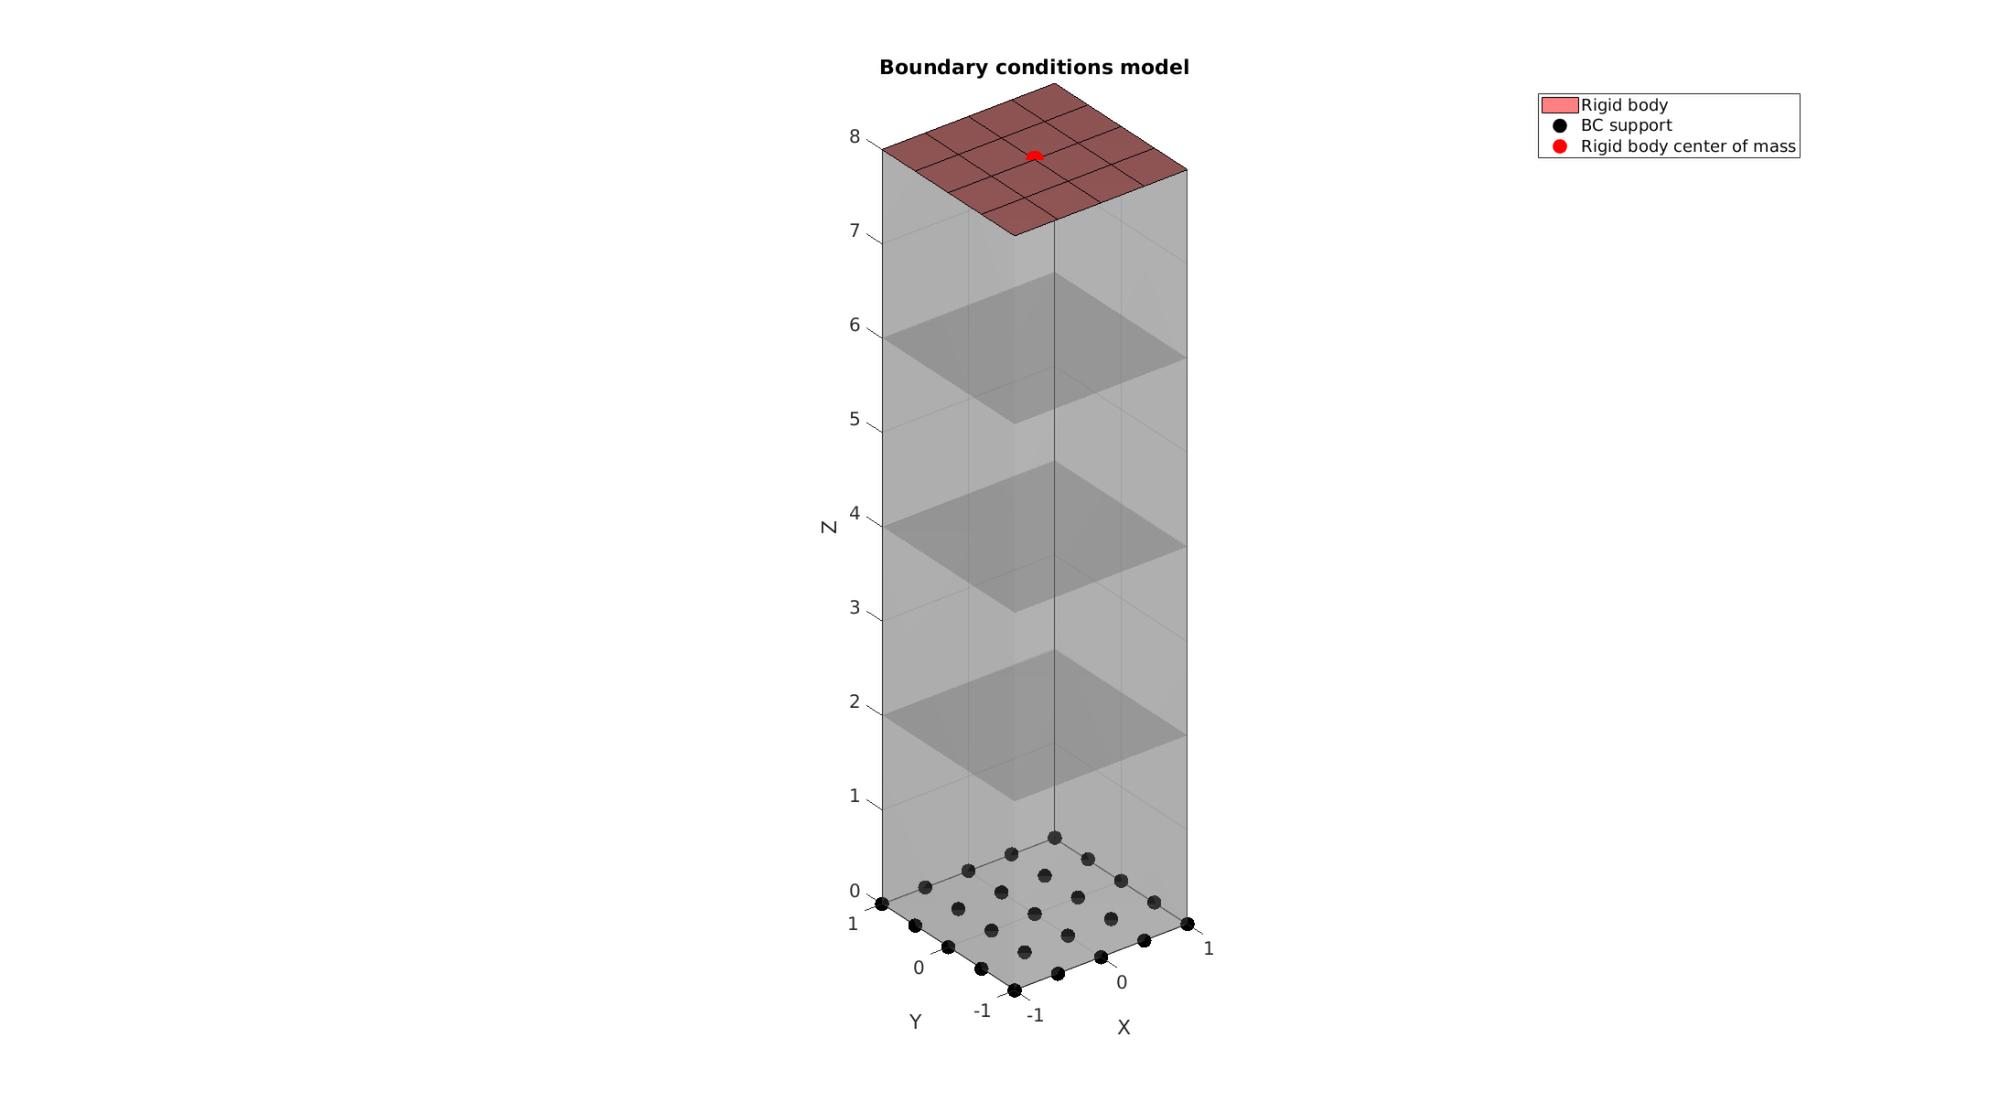 Boundary conditions model
Rigid body
BC support
Rigid body center of mass
8
7
6
5
4
3
2
1
0
Z
1
0
-1
Y
-1
0
1
X